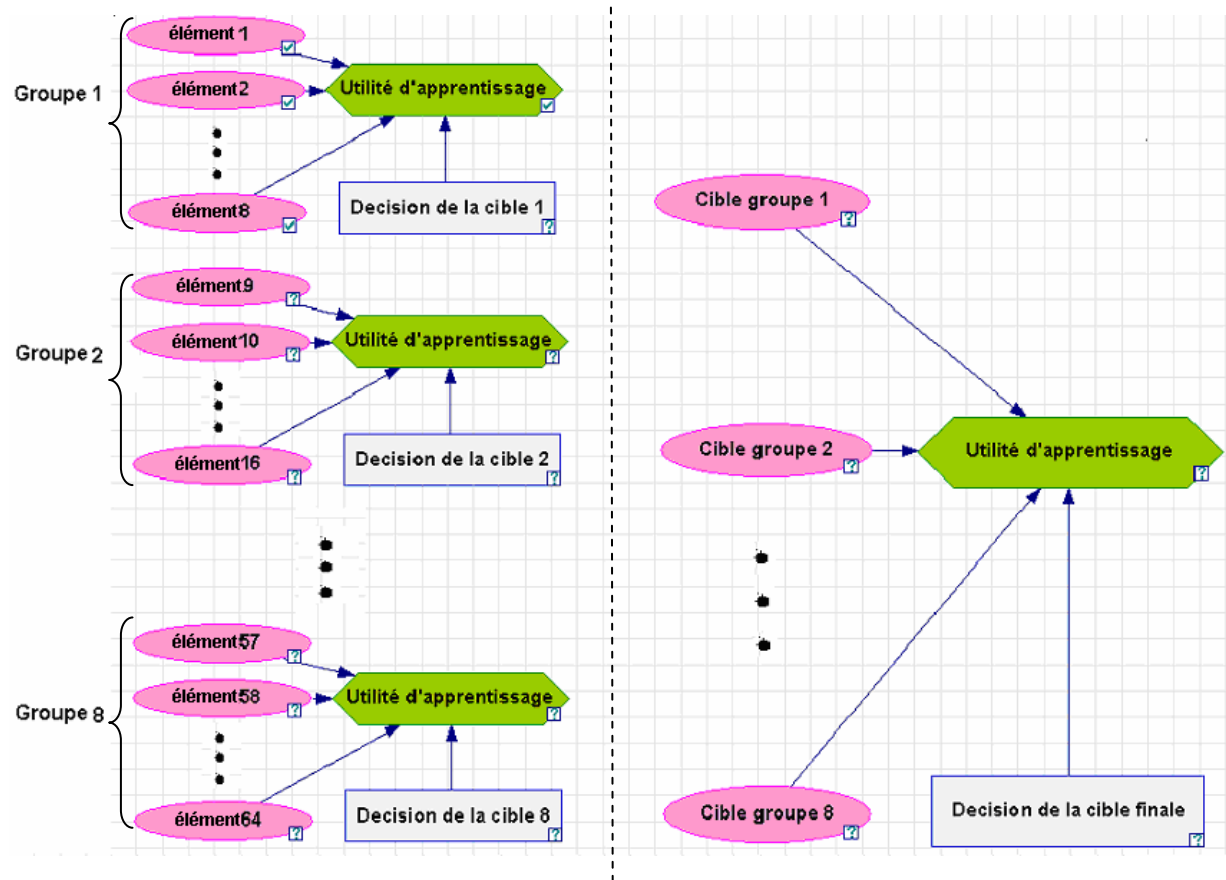 Groupe 1
élément 1
élément2
élément8
Utilité d'apprentissage
Decision de la cible 1
?
Groupe 2
élément9
?
élément10
?
élément16
?
Utilité d'apprentissage
?
Decision de la cible 2
?
Groupe 8
élément57
?
élément58
?
élément64
?
Utilité d'apprentissage
?
Decision de la cible 8
?
Cible groupe 1
?
Cible groupe 2
?
Cible groupe 8
?
Utilité d'apprentissage
?
Decision de la cible finale
?